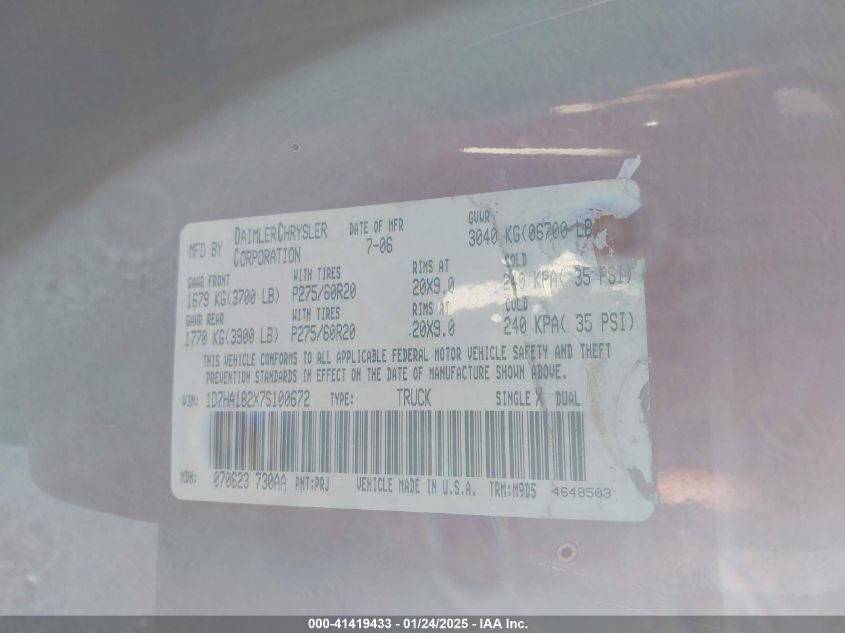 MFD BY DAIMLERCHRYSLER CORPORATION DATE OF MFR 7-06 GVWR 3040 KG(06700 LB
GAWR FRONT WITH TIRES RIMS AT COLD
1679 KG(3700 LB) P275/60R20 20X9.0 240 KPA( 35 PSI)
GAWR REAR WITH TIRES RIMS AT COLD
1770 KG(3900 LB) P275/60R20 20X9.0 240 KPA( 35 PSI)
THIS VEHICLE CONFORMS TO ALL APPLICABLE FEDERAL MOTOR VEHICLE SAFETY AND THEFT
PREVENTION STANDARDS IN EFFECT ON THE DATE OF MANUFACTURE SHOWN ABOVE.
VIN: 1D7HA182X7S100672 TYPE: TRUCK SINGLE X DUAL
MDH: 070623 730AA PNT:PRJ VEHICLE MADE IN U.S.A. TRM:M9D5 4648503
000-41419433 - 01/24/2025 - IAA Inc.